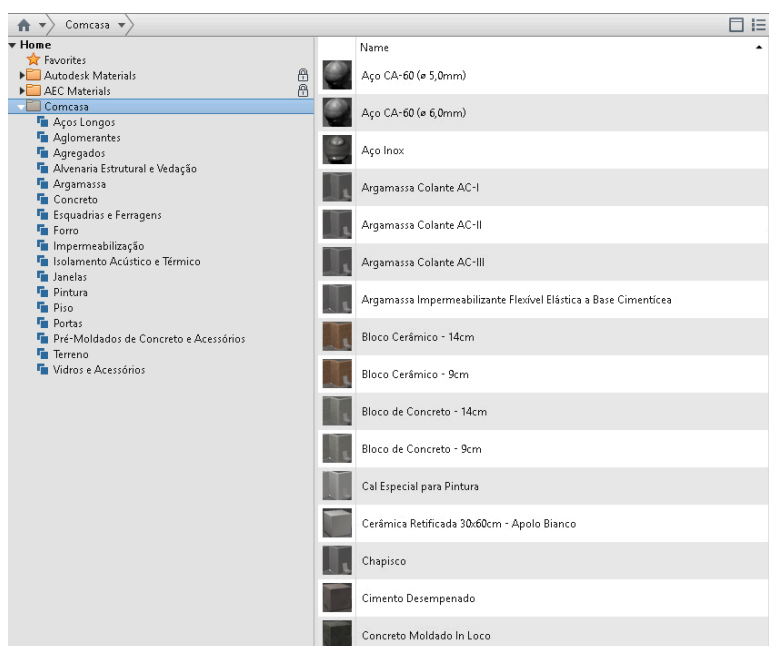 Comcasa
Home
Favorites
Autodesk Materials
AEC Materials
Comcasa
Aços Longos
Aglomerantes
Agregados
Alvenaria Estrutural e Vedação
Argamassa
Concreto
Esquadrias e Ferragens
Forro
Impermeabilização
Isolamento Acústico e Térmico
Janelas
Pintura
Piso
Portas
Pré-Moldados de Concreto e Acessórios
Terreno
Vidros e Acessórios
Name
Aço CA-60 (ø 5,0mm)
Aço CA-60 (ø 6,0mm)
Aço Inox
Argamassa Colante AC-I
Argamassa Colante AC-II
Argamassa Colante AC-III
Argamassa Impermeabilizante Flexível Elástica a Base Cimentícea
Bloco Cerâmico - 14cm
Bloco Cerâmico - 9cm
Bloco de Concreto - 14cm
Bloco de Concreto - 9cm
Cal Especial para Pintura
Cerâmica Retificada 30x60cm - Apolo Bianco
Chapisco
Cimento Desempenado
Concreto Moldado In Loco